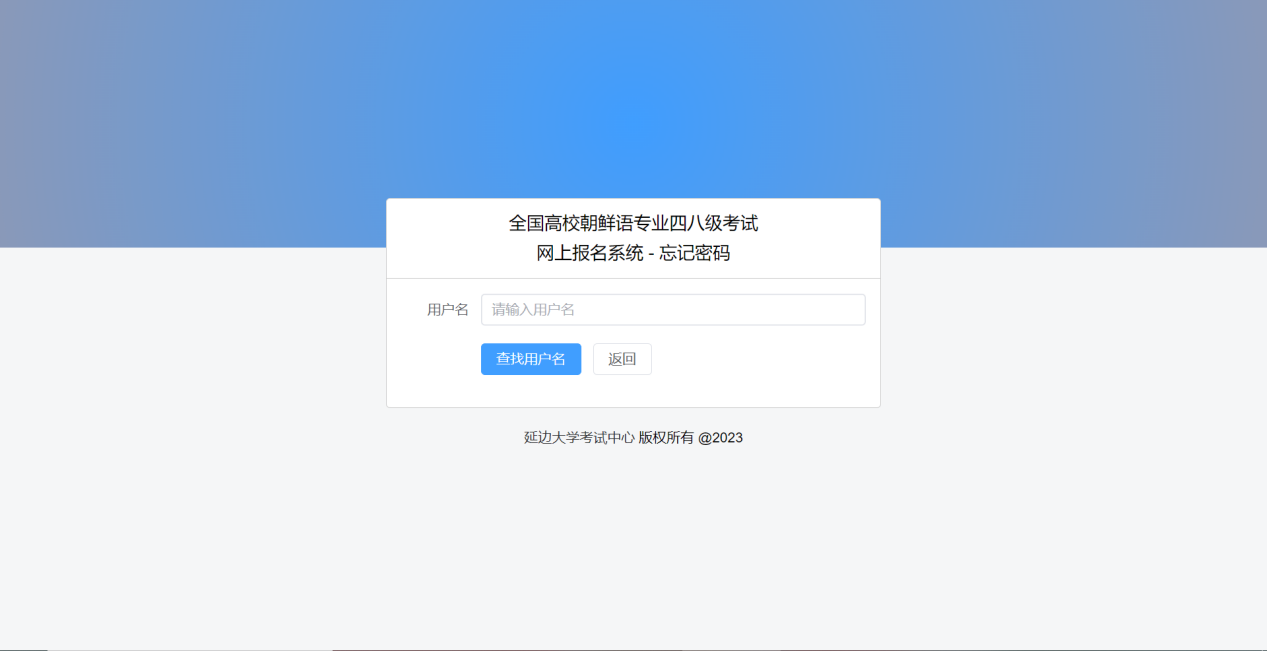 全国高校朝鲜语专业四八级考试
网上报名系统 - 忘记密码
用户名 请输入用户名
查找用户名 返回
延边大学考试中心 版权所有 @2023